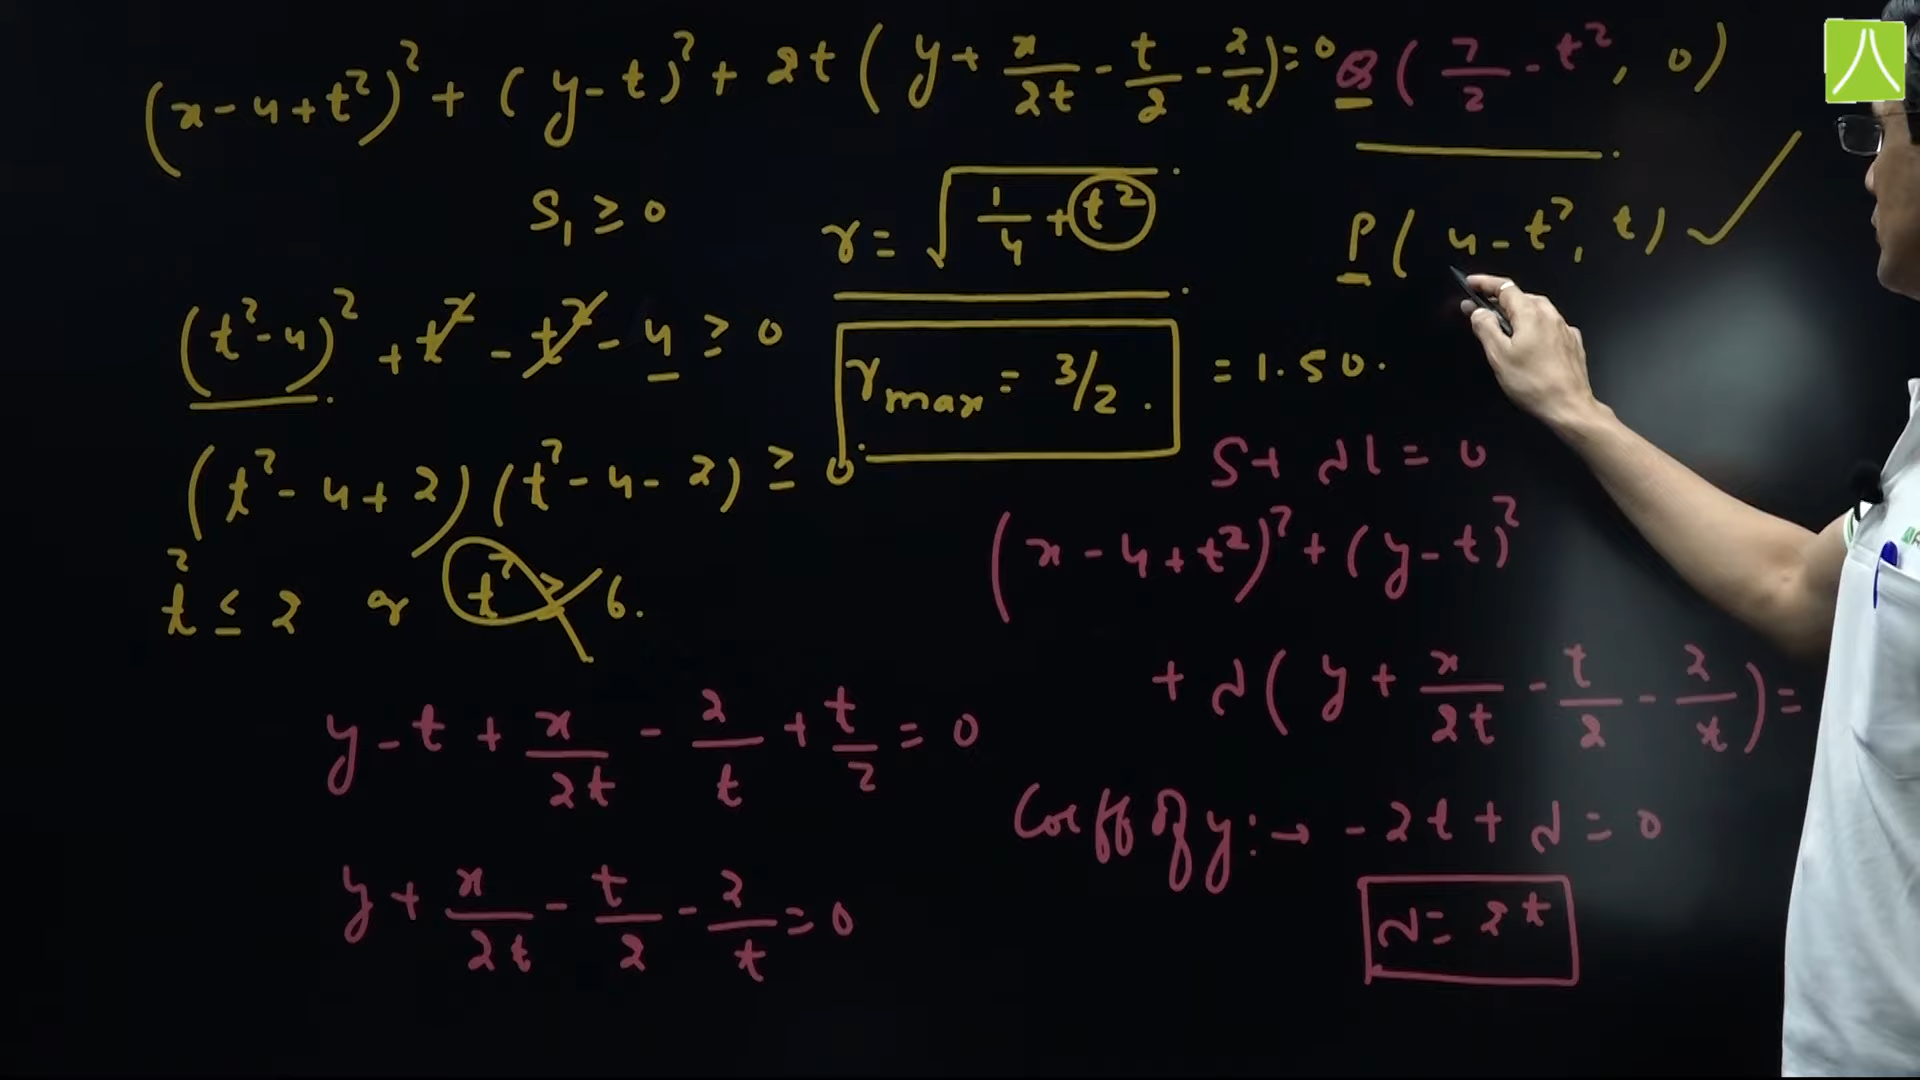 (x-4+t²)² + (y-t)² + 2t(y + x/2t - t/2 - 2/t) = 0
Q(7/2 - t², 0)
S₁ ≥ 0
r = √(1/4 + t²)
P(4-t², t) ✓
(t²-4)² + t² - t² - 4 ≥ 0
r_max = 3/2. = 1.50.
(t²-4+2)(t²-4-2) ≥ 0
t² ≤ 2 or t² ≥ 6.
S + λL = 0
(x-4+t²)² + (y-t)²
+ λ(y + x/2t - t/2 - 2/t) =
y - t + x/2t - 2/t + t/2 = 0
y + x/2t - t/2 - 2/t = 0
Coeff of y: → -2t + λ = 0
λ = 2t